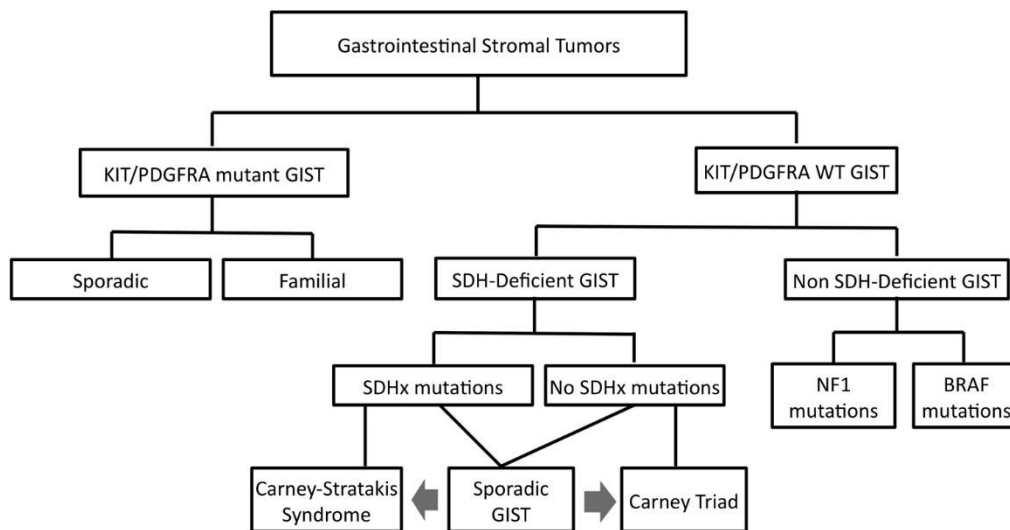 Gastrointestinal Stromal Tumors
KIT/PDGFRA mutant GIST
KIT/PDGFRA WT GIST
Sporadic
Familial
SDH-Deficient GIST
Non SDH-Deficient GIST
SDHx mutations
No SDHx mutations
NF1
mutations
BRAF
mutations
Carney-Stratakis
Syndrome
Sporadic
GIST
Carney Triad